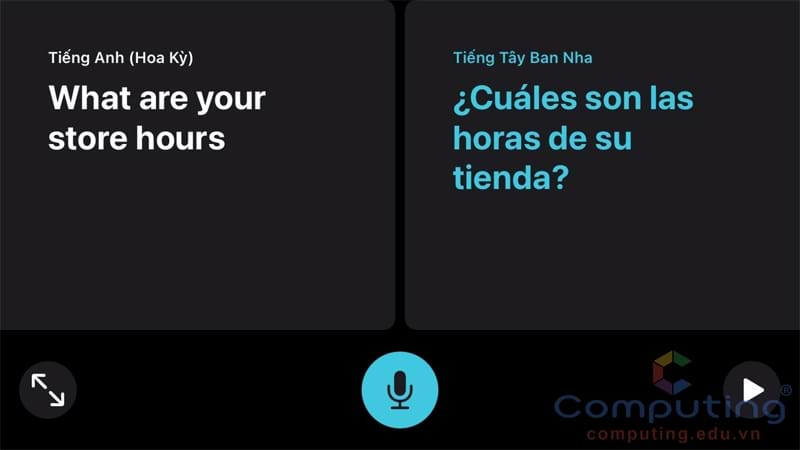 Tiếng Anh (Hoa Kỳ)
What are your
store hours
Tiếng Tây Ban Nha
¿Cuáles son las
horas de su
tienda?
Computing®
computing.edu.vn